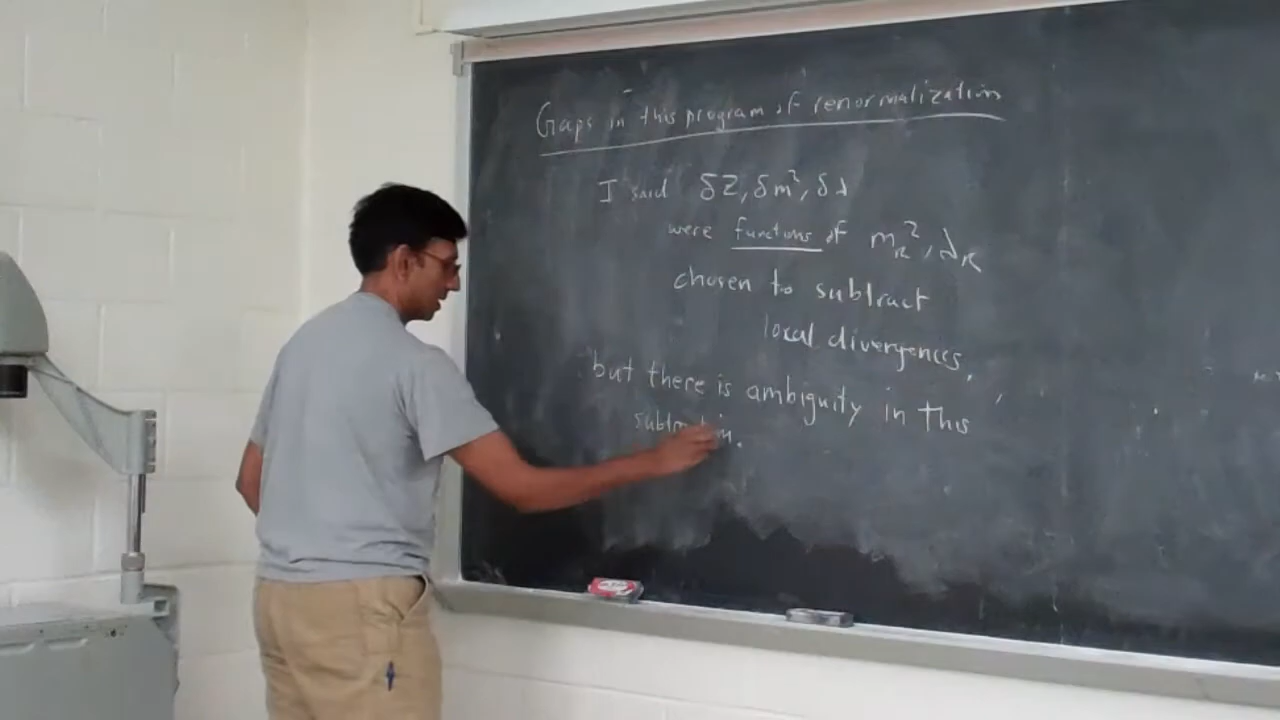 Gaps in this program of renormalization
I said δZ, δm², δλ
were functions of m_R², λ_R
chosen to subtract
local divergences.
but there is ambiguity in this